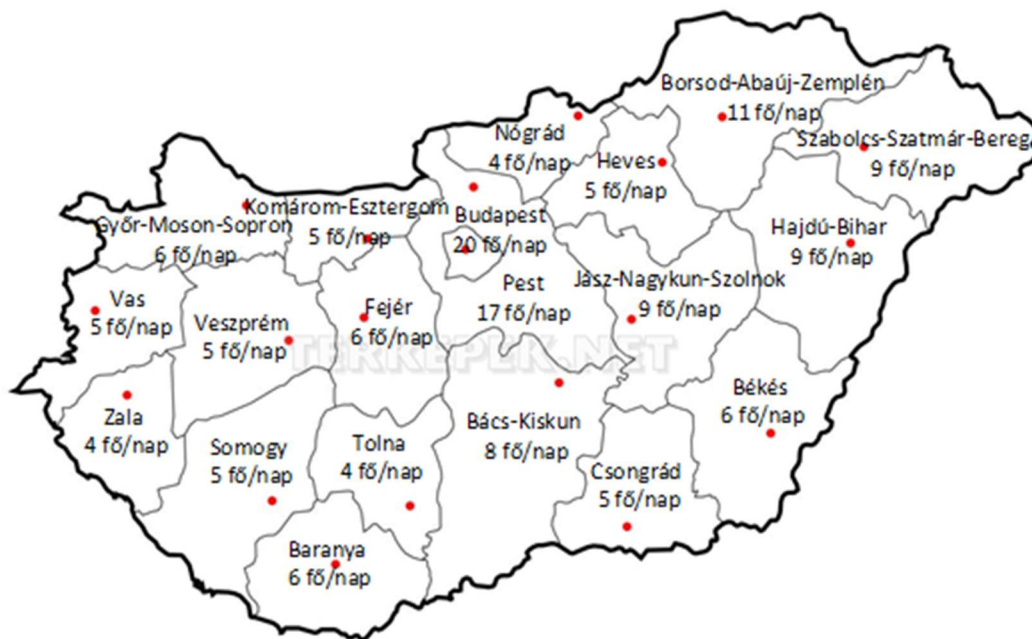 Borsod-Abaúj-Zemplén
11 fő/nap
Nógrád
4 fő/nap
Szabolcs-Szatmár-Bereg
9 fő/nap
Heves
5 fő/nap
Komárom-Esztergom
5 fő/nap
Budapest
20 fő/nap
Győr-Moson-Sopron
6 fő/nap
Hajdú-Bihar
9 fő/nap
Pest
17 fő/nap
Jász-Nagykun-Szolnok
9 fő/nap
Vas
5 fő/nap
Veszprém
5 fő/nap
Fejér
6 fő/nap
TERKEPEK.NET
Békés
6 fő/nap
Zala
4 fő/nap
Bács-Kiskun
8 fő/nap
Somogy
5 fő/nap
Tolna
4 fő/nap
Csongrád
5 fő/nap
Baranya
6 fő/nap